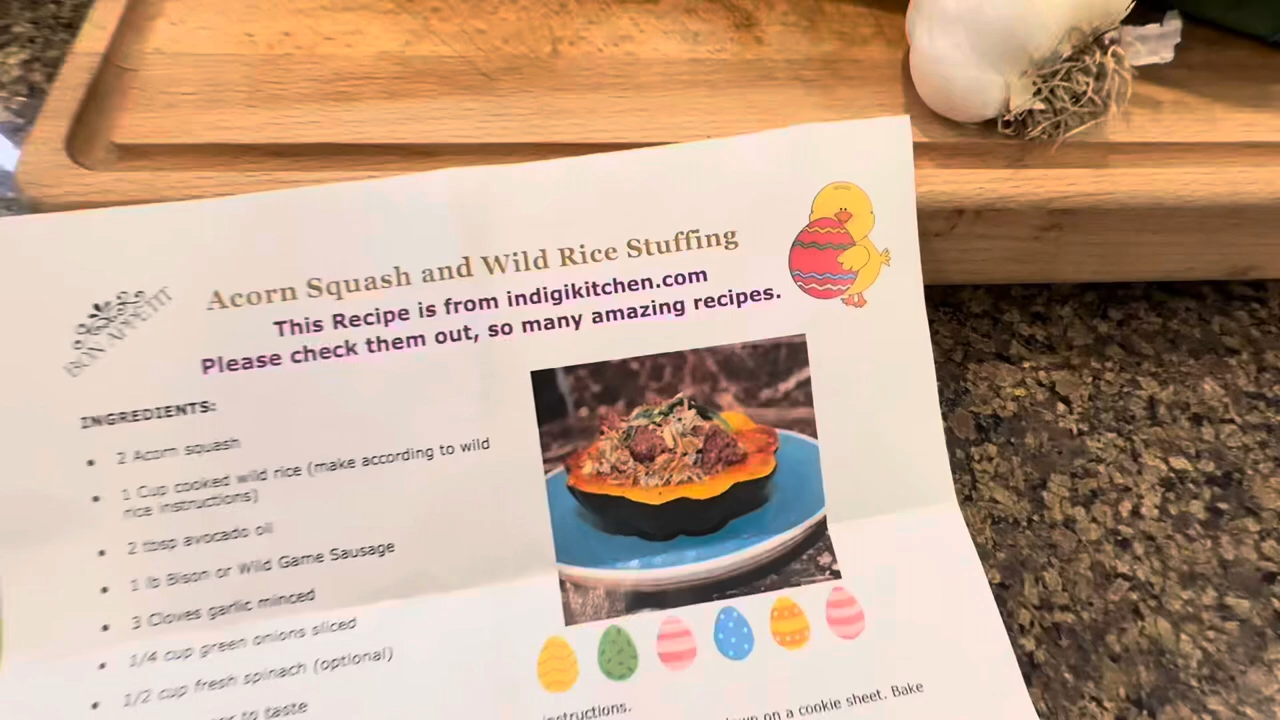 Acorn Squash and Wild Rice Stuffing
This Recipe is from indigikitchen.com
Please check them out, so many amazing recipes.
BON APPETIT
INGREDIENTS:
• 2 Acorn squash
• 1 Cup cooked wild rice (make according to wild
rice instructions)
• 2 tbsp avocado oil
• 1 lb Bison or Wild Game Sausage
• 3 Cloves garlic minced
• 1/4 cup green onions sliced
• 1/2 cup fresh spinach (optional)
to taste
instructions.
on a cookie sheet. Bake